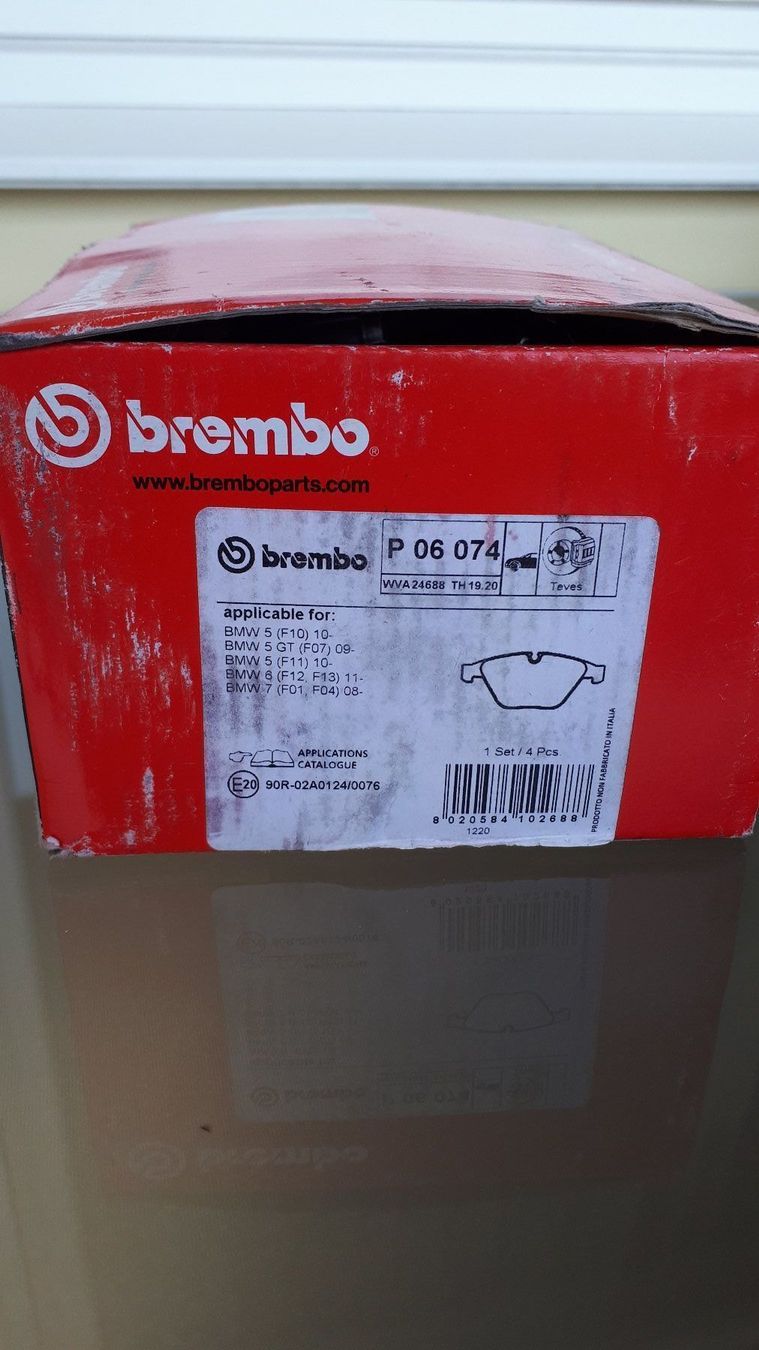 brembo®
www.bremboparts.com
brembo P 06 074
WVA 24688 TH 19.20
Teves
applicable for:
BMW 5 (F10) 10-
BMW 5 GT (F07) 09-
BMW 5 (F11) 10-
BMW 6 (F12, F13) 11-
BMW 7 (F01, F04) 08-
1 Set / 4 Pcs.
APPLICATIONS
CATALOGUE
E20 90R-02A0124/0076
8 020584 102688
1220
PRODOTTO NON FABBRICATO IN ITALIA